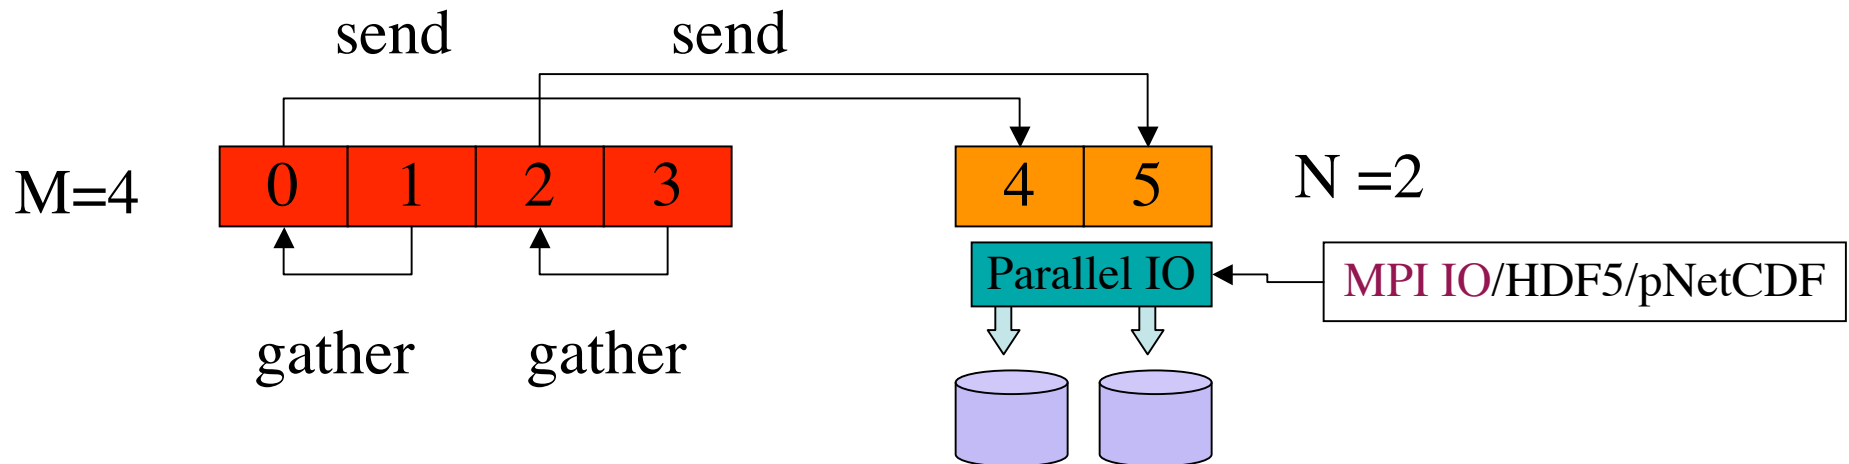 send send
M=4 0 1 2 3 4 5 N =2
Parallel IO MPI IO/HDF5/pNetCDF
gather gather